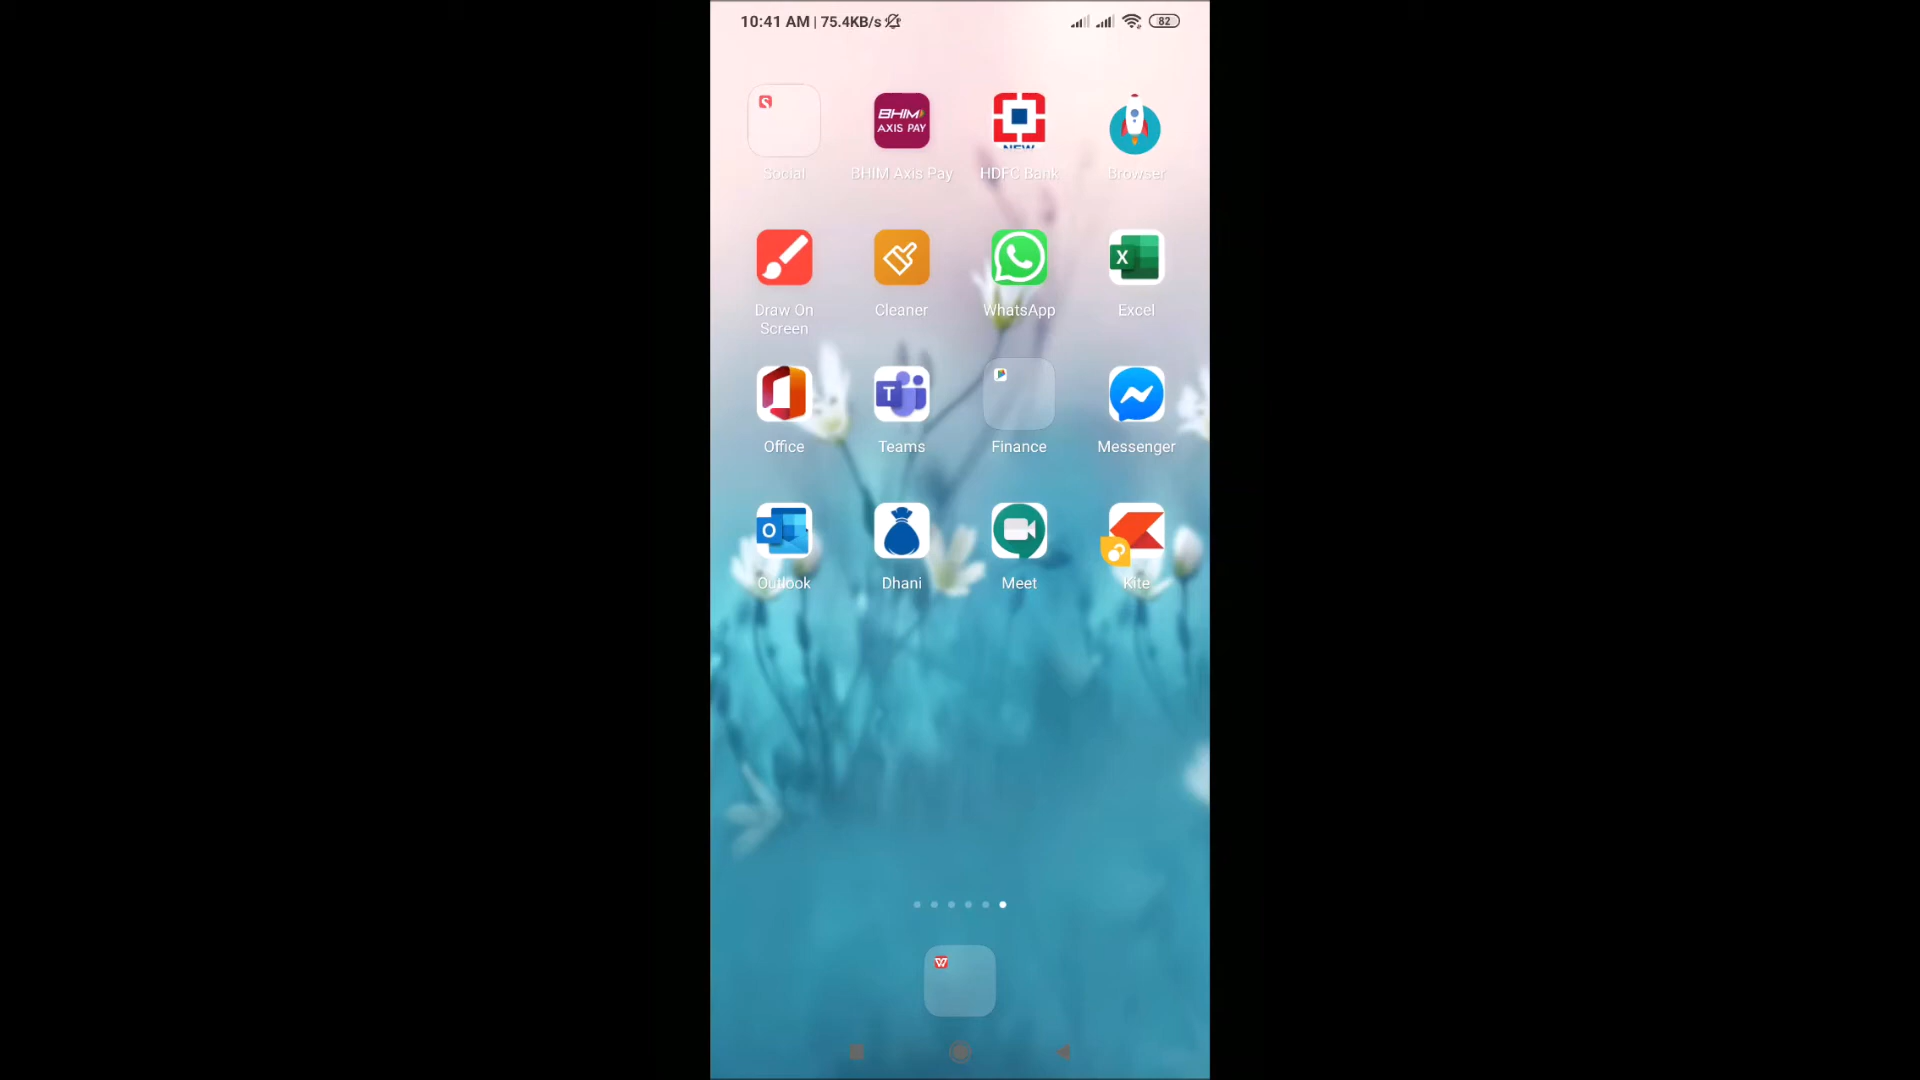 10:41 AM | 75.4KB/s
82
BHIM
AXIS PAY
NEW
Social
BHIM Axis Pay
HDFC Bank
Browser
X
Draw On
Screen
Cleaner
WhatsApp
Excel
T
Office
Teams
Finance
Messenger
O
Outlook
Dhani
Meet
Kite
W